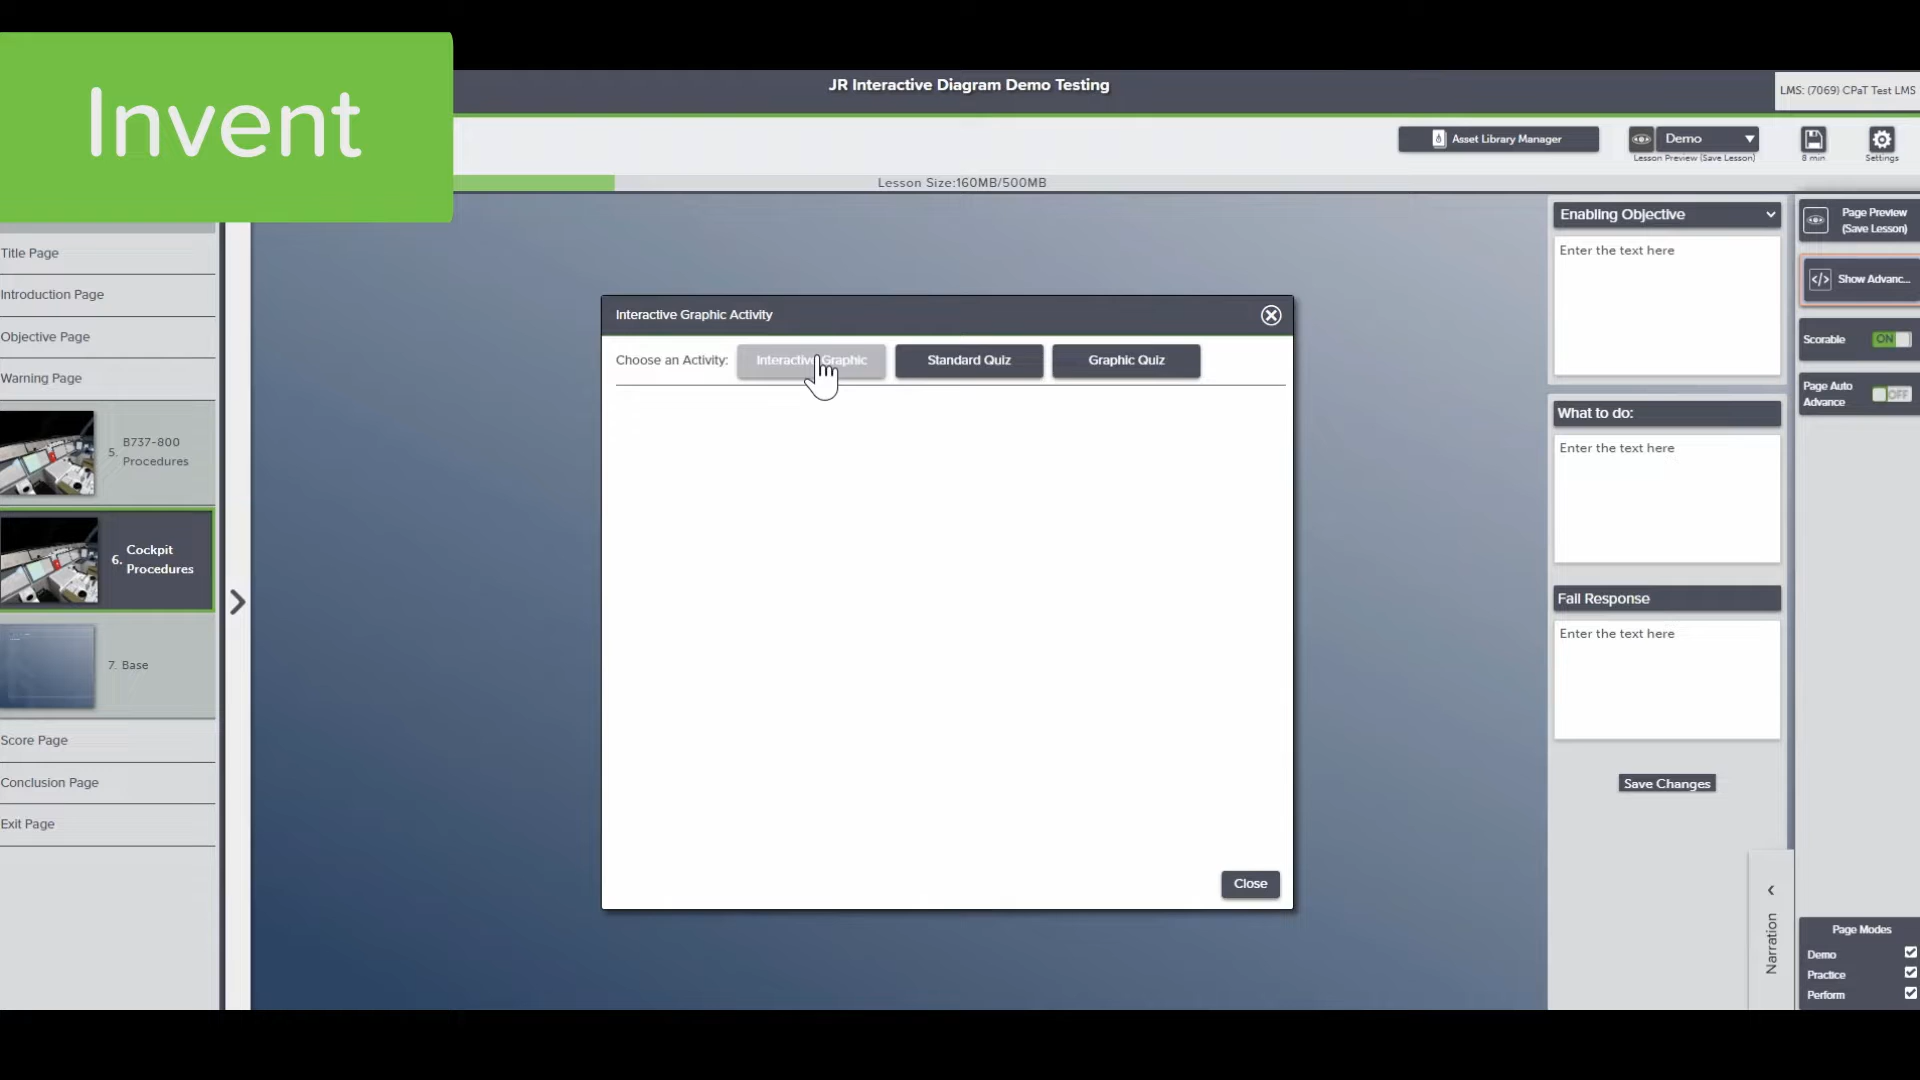 Invent
JR Interactive Diagram Demo Testing
LMS: (7069) CPaT Test LMS
Asset Library Manager
Demo
Lesson Preview (Save Lesson)
8 min
Settings
Lesson Size:160MB/500MB
Title Page
Introduction Page
Objective Page
Warning Page
5. B737-800
Procedures
6. Cockpit
Procedures
7. Base
Score Page
Conclusion Page
Exit Page
Interactive Graphic Activity
Choose an Activity:
Interactive Graphic
Standard Quiz
Graphic Quiz
Close
Enabling Objective
Enter the text here
What to do:
Enter the text here
Fall Response
Enter the text here
Save Changes
Narration
Page Preview
(Save Lesson)
</> Show Advanc...
Scorable ON
Page Auto
Advance OFF
Page Modes
Demo
Practice
Perform